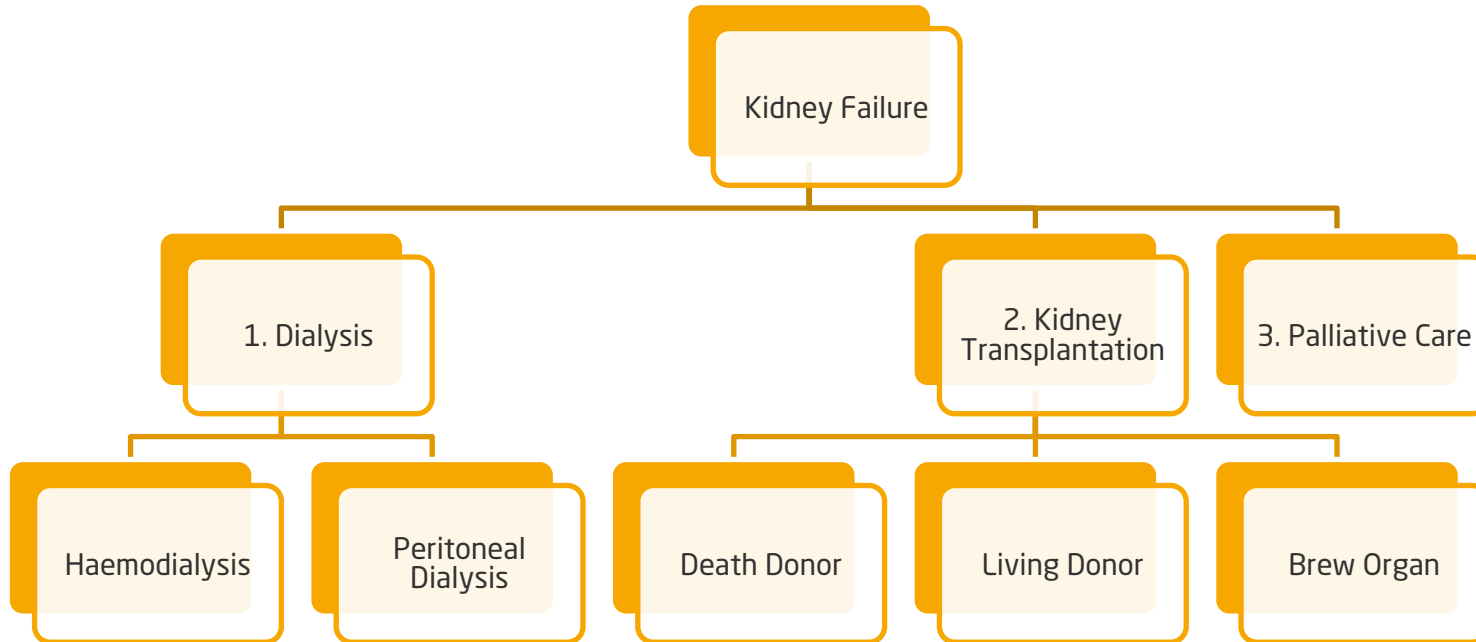 Kidney Failure
1. Dialysis
2. Kidney
Transplantation
3. Palliative Care
Haemodialysis
Peritoneal
Dialysis
Death Donor
Living Donor
Brew Organ